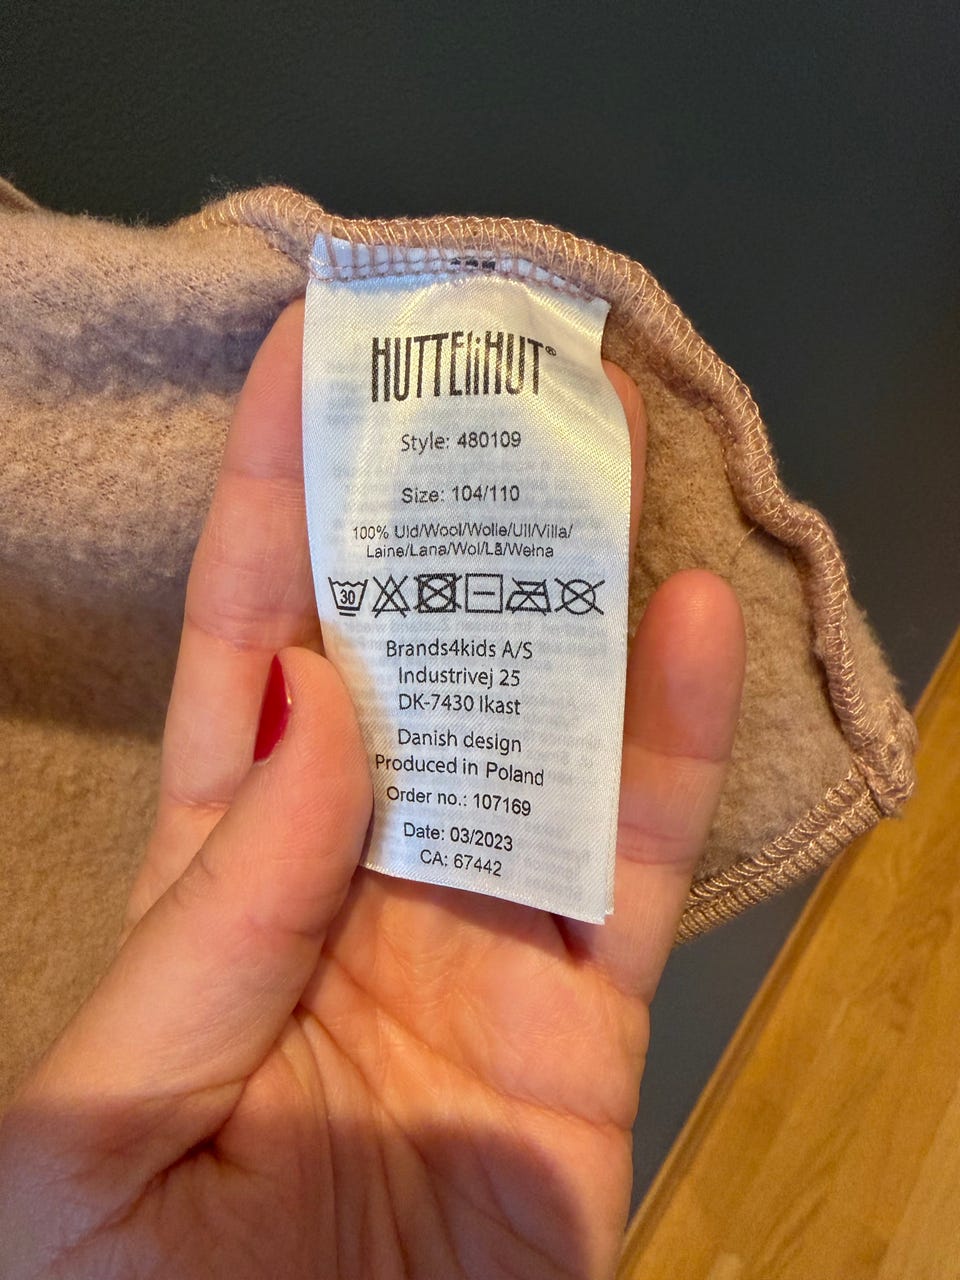 HUTTELiHUT®
Style: 480109
Size: 104/110
100% Uld/Wool/Wolle/Ull/Villa/
Laine/Lana/Wol/Lã/Wełna
30
Brands4kids A/S
Industrivej 25
DK-7430 Ikast
Danish design
Produced in Poland
Order no.: 107169
Date: 03/2023
CA: 67442